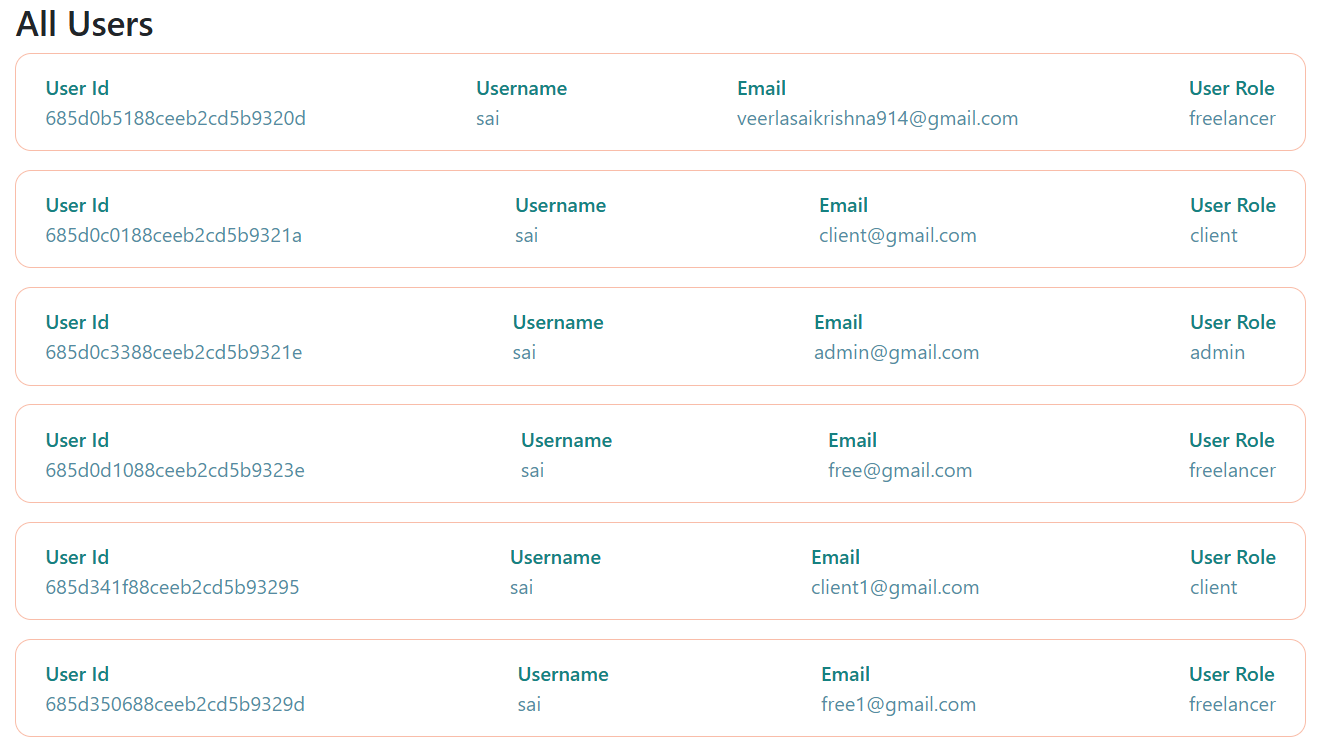 All Users
User Id Username Email User Role
685d0b5188ceeb2cd5b9320d sai veerlasaikrishna914@gmail.com freelancer
User Id Username Email User Role
685d0c0188ceeb2cd5b9321a sai client@gmail.com client
User Id Username Email User Role
685d0c3388ceeb2cd5b9321e sai admin@gmail.com admin
User Id Username Email User Role
685d0d1088ceeb2cd5b9323e sai free@gmail.com freelancer
User Id Username Email User Role
685d341f88ceeb2cd5b93295 sai client1@gmail.com client
User Id Username Email User Role
685d350688ceeb2cd5b9329d sai free1@gmail.com freelancer